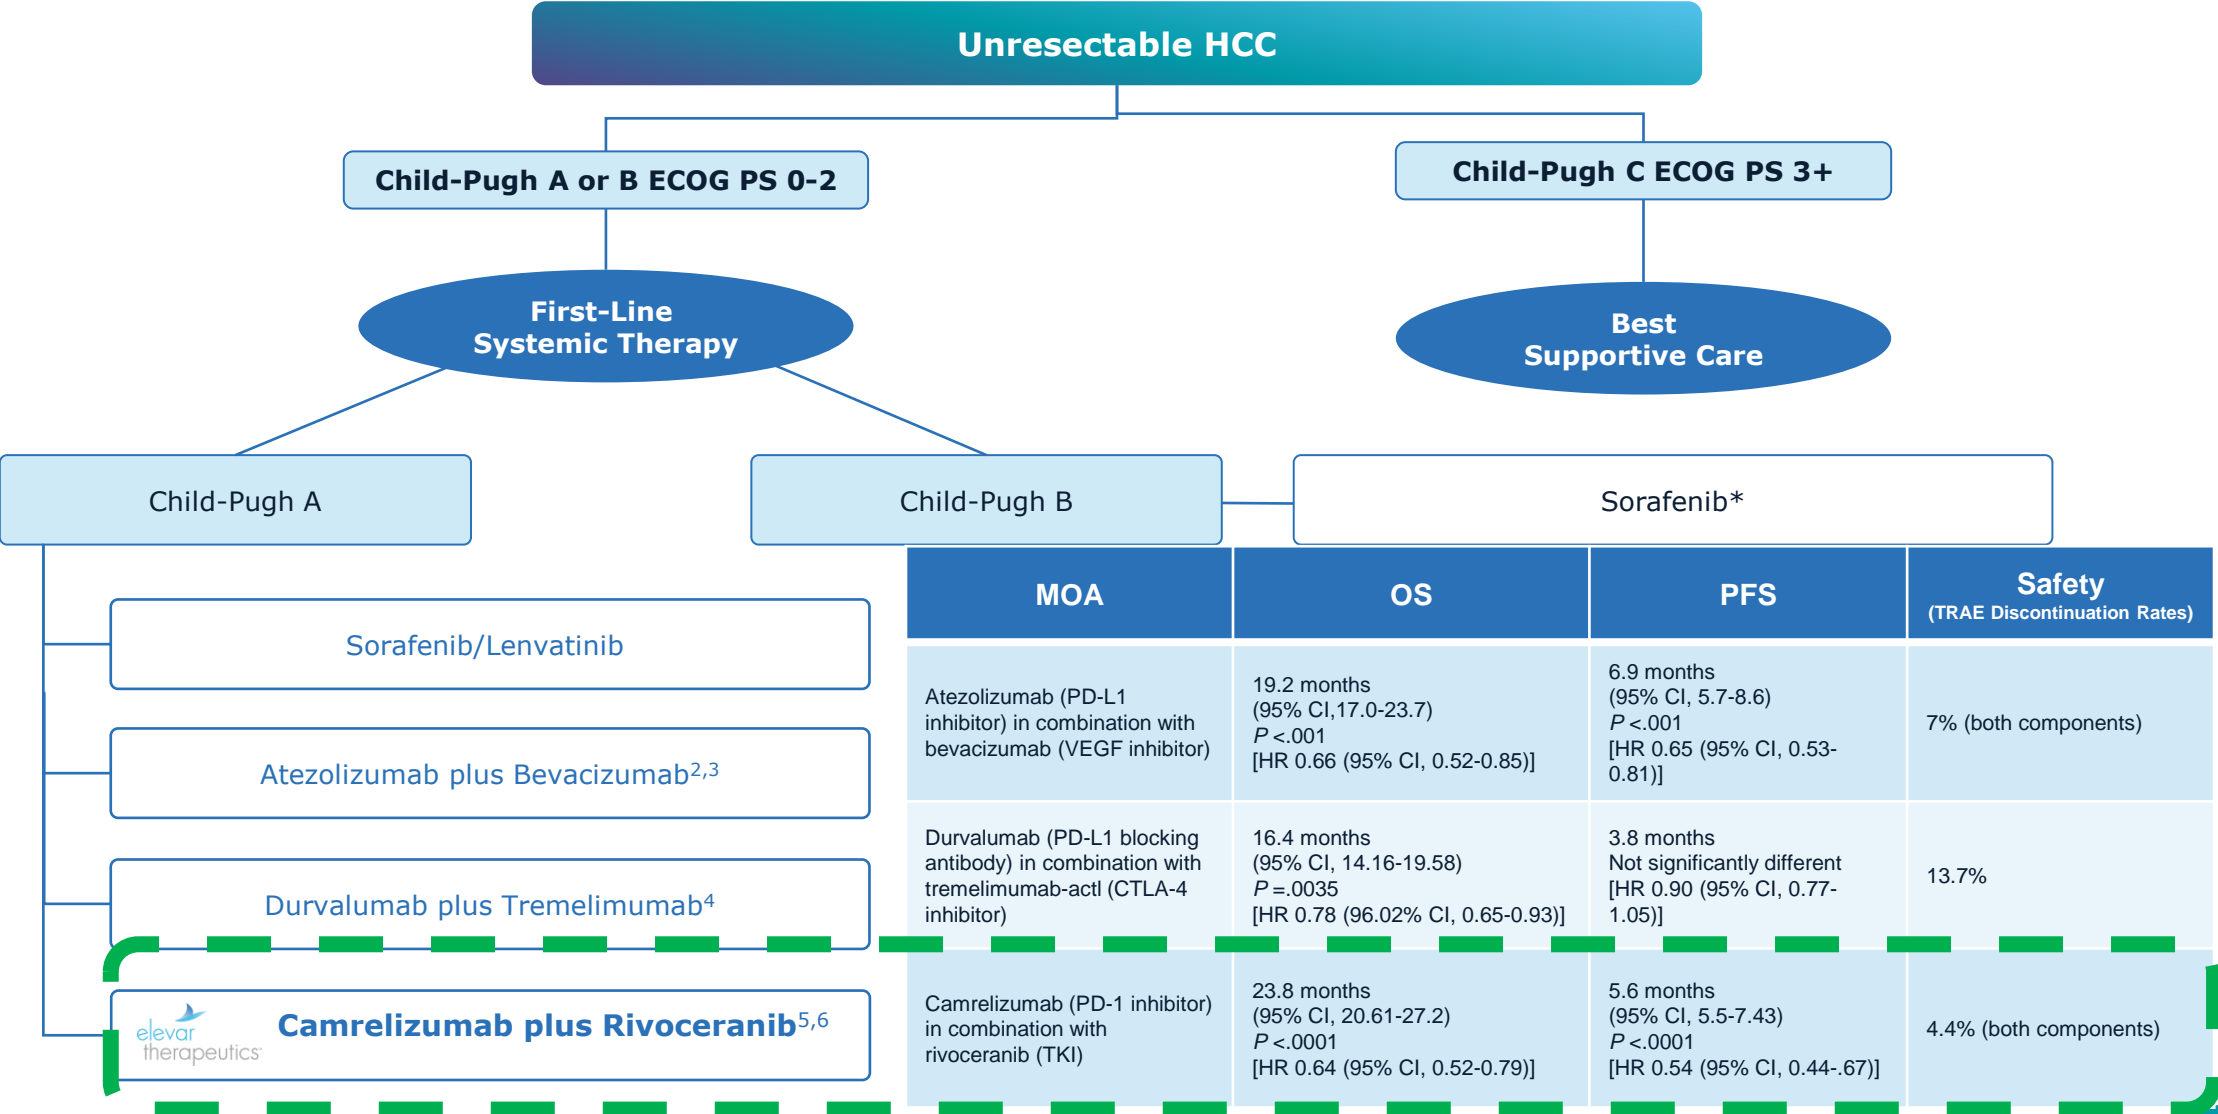 Unresectable HCC
Child-Pugh A or B ECOG PS 0-2
Child-Pugh C ECOG PS 3+
First-Line
Systemic Therapy
Best
Supportive Care
Child-Pugh A
Child-Pugh B
Sorafenib*
MOA
OS
PFS
Safety
(TRAE Discontinuation Rates)
Sorafenib/Lenvatinib
Atezolizumab plus Bevacizumab2,3
Atezolizumab (PD-L1
inhibitor) in combination with
bevacizumab (VEGF inhibitor)
19.2 months
(95% CI,17.0-23.7)
P <.001
[HR 0.66 (95% CI, 0.52-0.85)]
6.9 months
(95% CI, 5.7-8.6)
P <.001
[HR 0.65 (95% CI, 0.53-
0.81)]
7% (both components)
Durvalumab plus Tremelimumab4
Durvalumab (PD-L1 blocking
antibody) in combination with
tremelimumab-actl (CTLA-4
inhibitor)
16.4 months
(95% CI, 14.16-19.58)
P =.0035
[HR 0.78 (96.02% CI, 0.65-0.93)]
3.8 months
Not significantly different
[HR 0.90 (95% CI, 0.77-
1.05)]
13.7%
elevar
therapeutics
Camrelizumab plus Rivoceranib5,6
Camrelizumab (PD-1 inhibitor)
in combination with
rivoceranib (TKI)
23.8 months
(95% CI, 20.61-27.2)
P <.0001
[HR 0.64 (95% CI, 0.52-0.79)]
5.6 months
(95% CI, 5.5-7.43)
P <.0001
[HR 0.54 (95% CI, 0.44-.67)]
4.4% (both components)